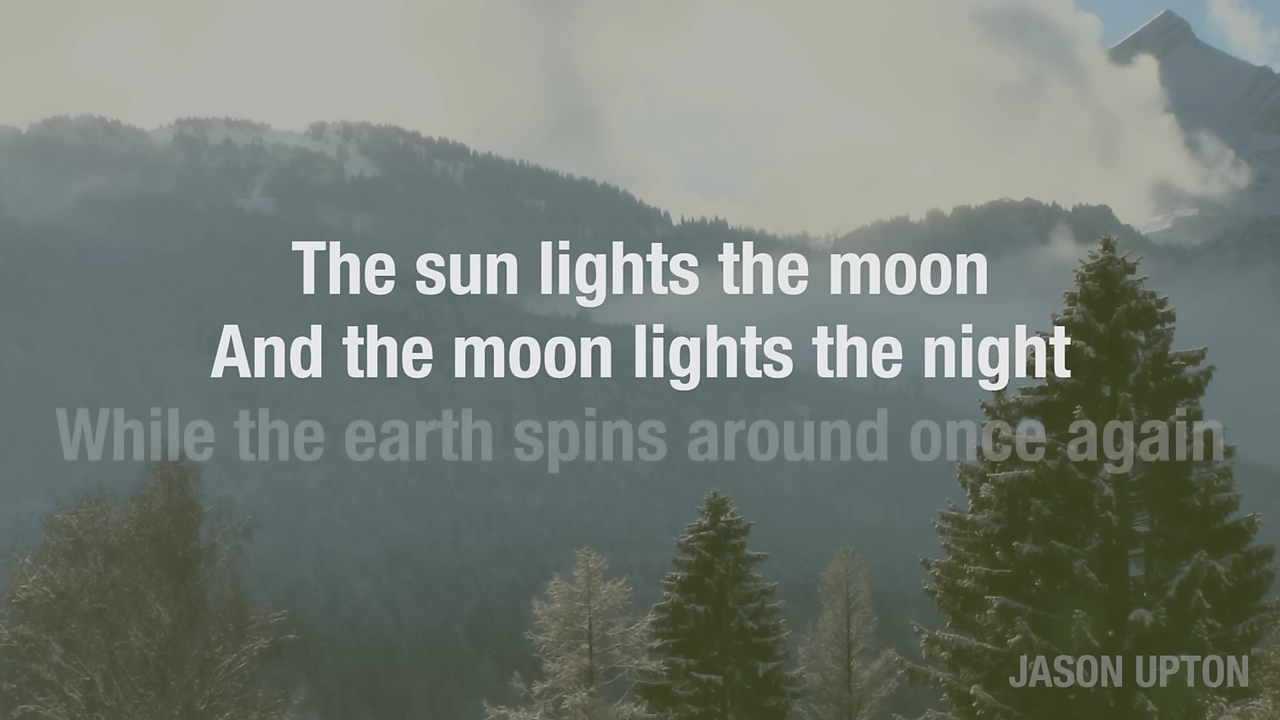 The sun lights the moon
And the moon lights the night
While the earth spins around once again
JASON UPTON